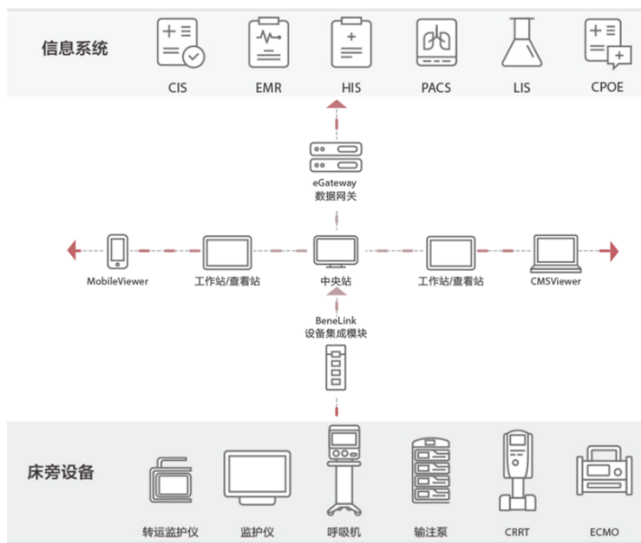 信息系统
CIS
EMR
HIS
PACS
LIS
CPOE
eGateway
数据网关
MobileViewer
工作站/查看站
中央站
工作站/查看站
CMSViewer
BeneLink
设备集成模块
床旁设备
转运监护仪
监护仪
呼吸机
输注泵
CRRT
ECMO